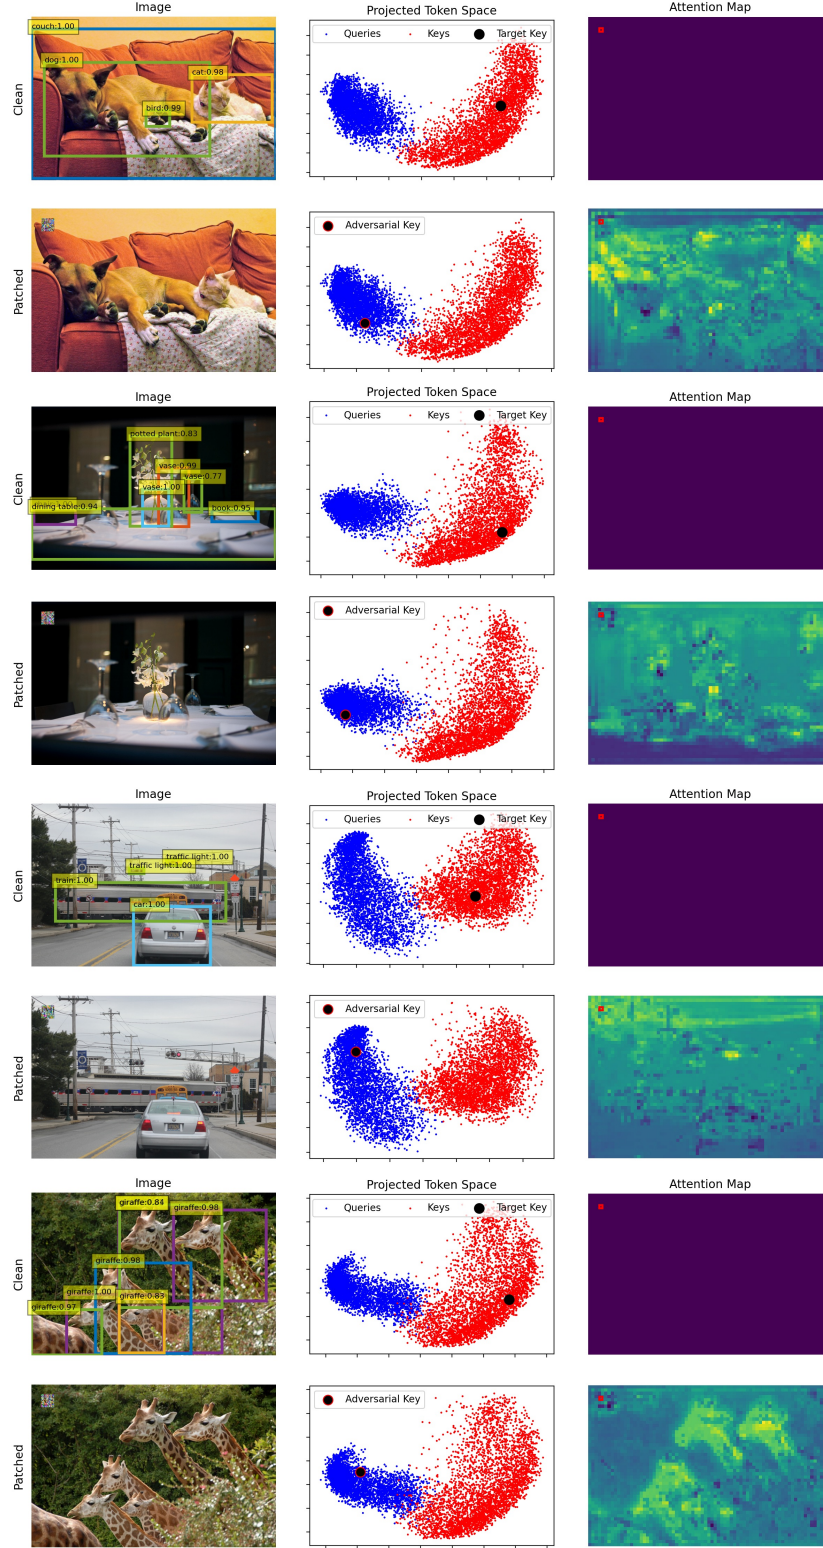 Image
Projected Token Space
Attention Map
Clean
couch:1.00
dog:1.00
cat:0.98
bird:0.99
Queries
Keys
Target Key
Patched
Adversarial Key
Image
Projected Token Space
Attention Map
Clean
potted plant:0.83
vase:0.99
vase:0.77
vase:1.00
dining table:0.94
book:0.95
Queries
Keys
Target Key
Patched
Adversarial Key
Image
Projected Token Space
Attention Map
Clean
traffic light:1.00
traffic light:1.00
train:1.00
car:1.00
Queries
Keys
Target Key
Patched
Adversarial Key
Image
Projected Token Space
Attention Map
Clean
giraffe:0.84
giraffe:0.98
giraffe:0.98
giraffe:1.00
giraffe:0.83
giraffe:0.97
Queries
Keys
Target Key
Patched
Adversarial Key